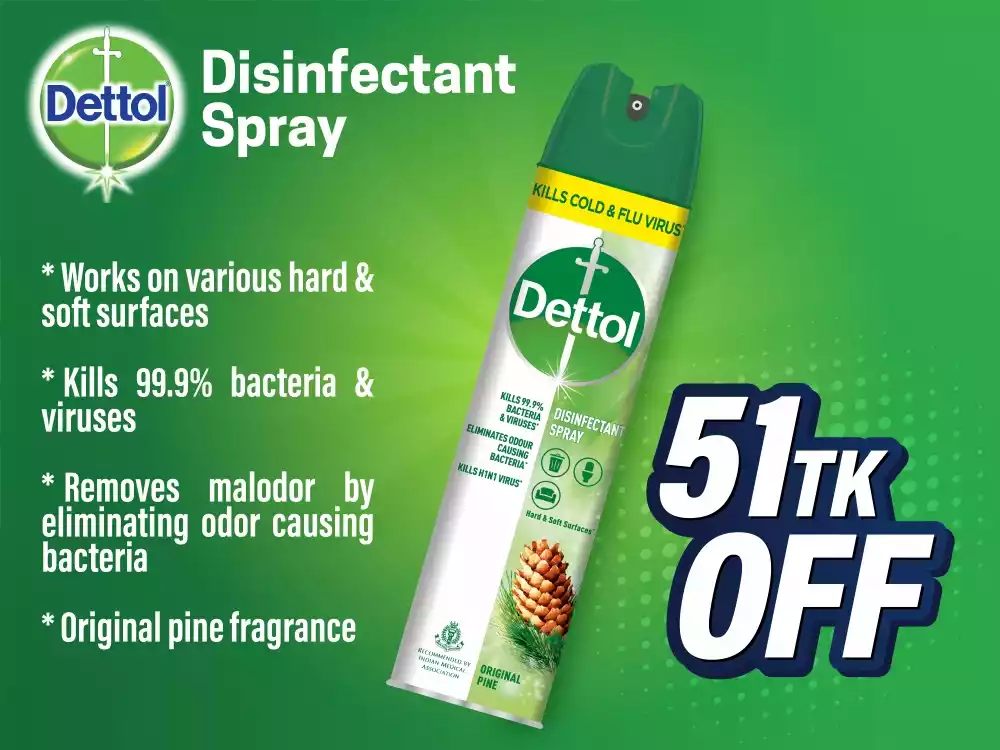 Dettol
Disinfectant
Spray
* Works on various hard &
soft surfaces
* Kills 99.9% bacteria &
viruses
* Removes malodor by
eliminating odor causing
bacteria
* Original pine fragrance
KILLS COLD & FLU VIRUS*
Dettol
KILLS 99.9%
BACTERIA
& VIRUSES*
ELIMINATES ODOUR
CAUSING
BACTERIA*
KILLS H1N1 VIRUS*
DISINFECTANT
SPRAY
Hard & Soft Surfaces*
RECOMMENDED BY
INDIAN MEDICAL
ASSOCIATION
ORIGINAL
PINE
51TK
OFF